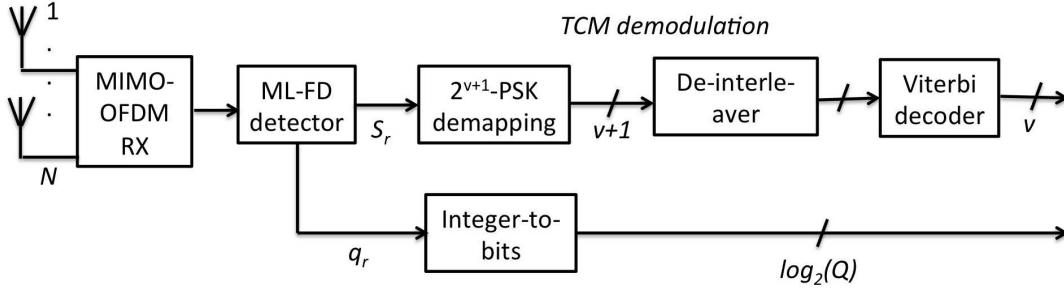 1
.
.
.
N
MIMO-
OFDM
RX
ML-FD
detector
S_r
TCM demodulation
2^{v+1}-PSK
demapping
v+1
De-interle-
aver
Viterbi
decoder
v
q_r
Integer-to-
bits
log_2(Q)